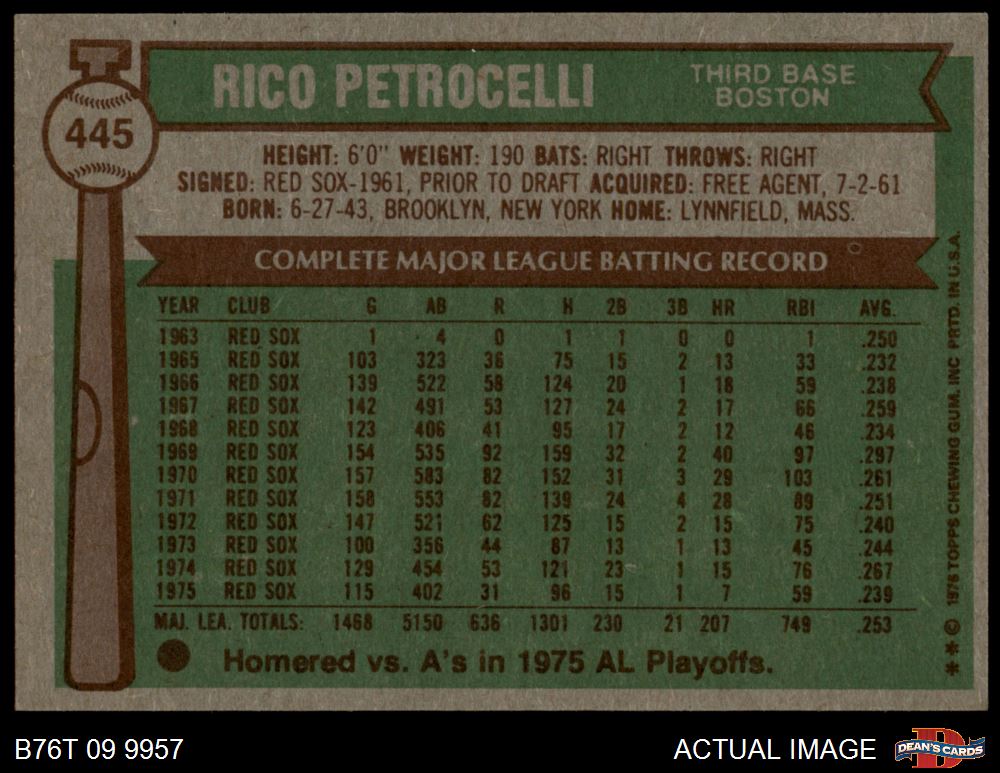 RICO PETROCELLI
THIRD BASE
BOSTON
445
HEIGHT: 6'0" WEIGHT: 190 BATS: RIGHT THROWS: RIGHT
SIGNED: RED SOX-1961, PRIOR TO DRAFT ACQUIRED: FREE AGENT, 7-2-61
BORN: 6-27-43, BROOKLYN, NEW YORK HOME: LYNNFIELD, MASS.
COMPLETE MAJOR LEAGUE BATTING RECORD
YEAR CLUB G AB R H 2B 3B HR RBI AVG.
1963 RED SOX 1 4 0 1 1 0 0 1 .250
1965 RED SOX 103 323 36 75 15 2 13 33 .232
1966 RED SOX 139 522 58 124 20 1 18 59 .238
1967 RED SOX 142 491 53 127 24 2 17 66 .259
1968 RED SOX 123 406 41 95 17 2 12 46 .234
1969 RED SOX 154 535 92 159 32 2 40 97 .297
1970 RED SOX 157 583 82 152 31 3 29 103 .261
1971 RED SOX 158 553 82 139 24 4 28 89 .251
1972 RED SOX 147 521 62 125 15 2 15 75 .240
1973 RED SOX 100 356 44 87 13 1 13 45 .244
1974 RED SOX 129 454 53 121 23 1 15 76 .267
1975 RED SOX 115 402 31 96 15 1 7 59 .239
MAJ. LEA. TOTALS: 1468 5150 636 1301 230 21 207 749 .253
Homered vs. A's in 1975 AL Playoffs.
*** © 1976 TOPPS CHEWING GUM, INC PRTD. IN U.S.A.
B76T 09 9957
ACTUAL IMAGE
D
DEAN'S CARDS